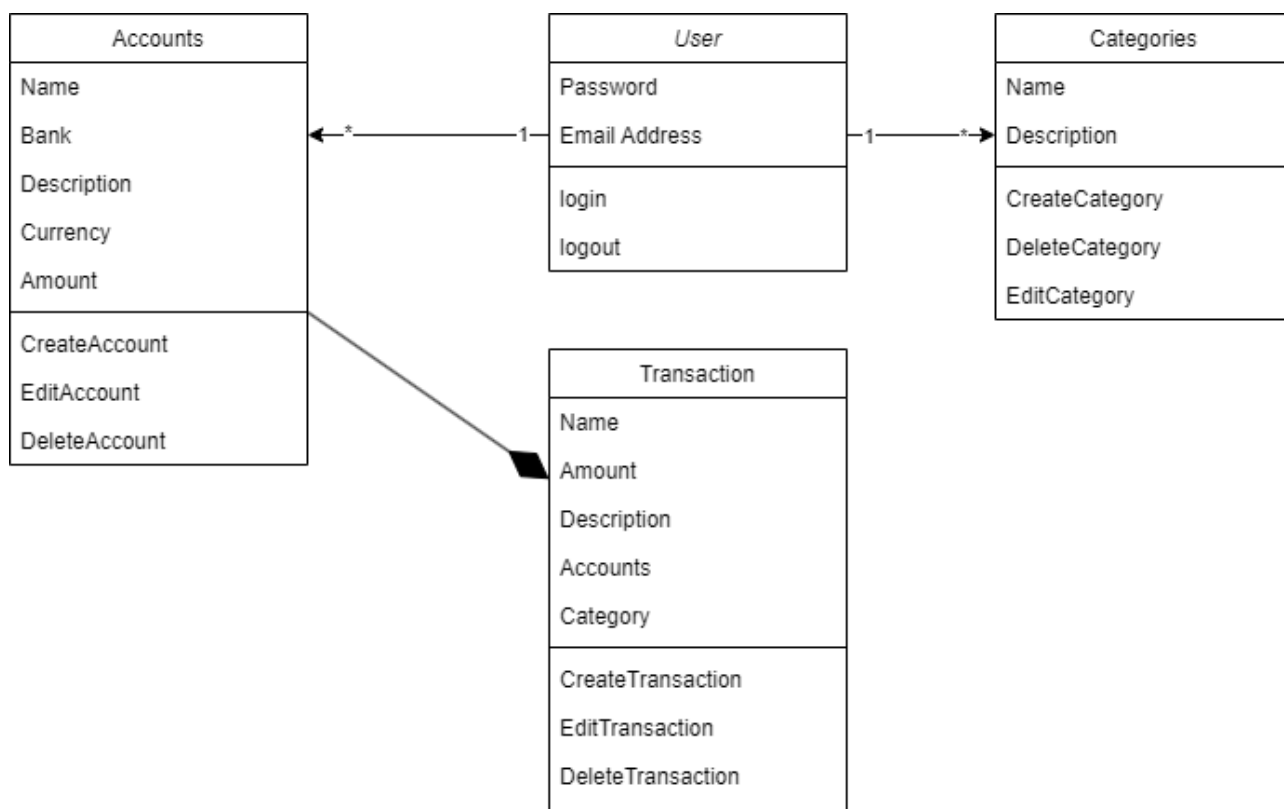 Accounts
Name
Bank
Description
Currency
Amount
CreateAccount
EditAccount
DeleteAccount
*
1
User
Password
Email Address
login
logout
1
*
Categories
Name
Description
CreateCategory
DeleteCategory
EditCategory
Transaction
Name
Amount
Description
Accounts
Category
CreateTransaction
EditTransaction
DeleteTransaction